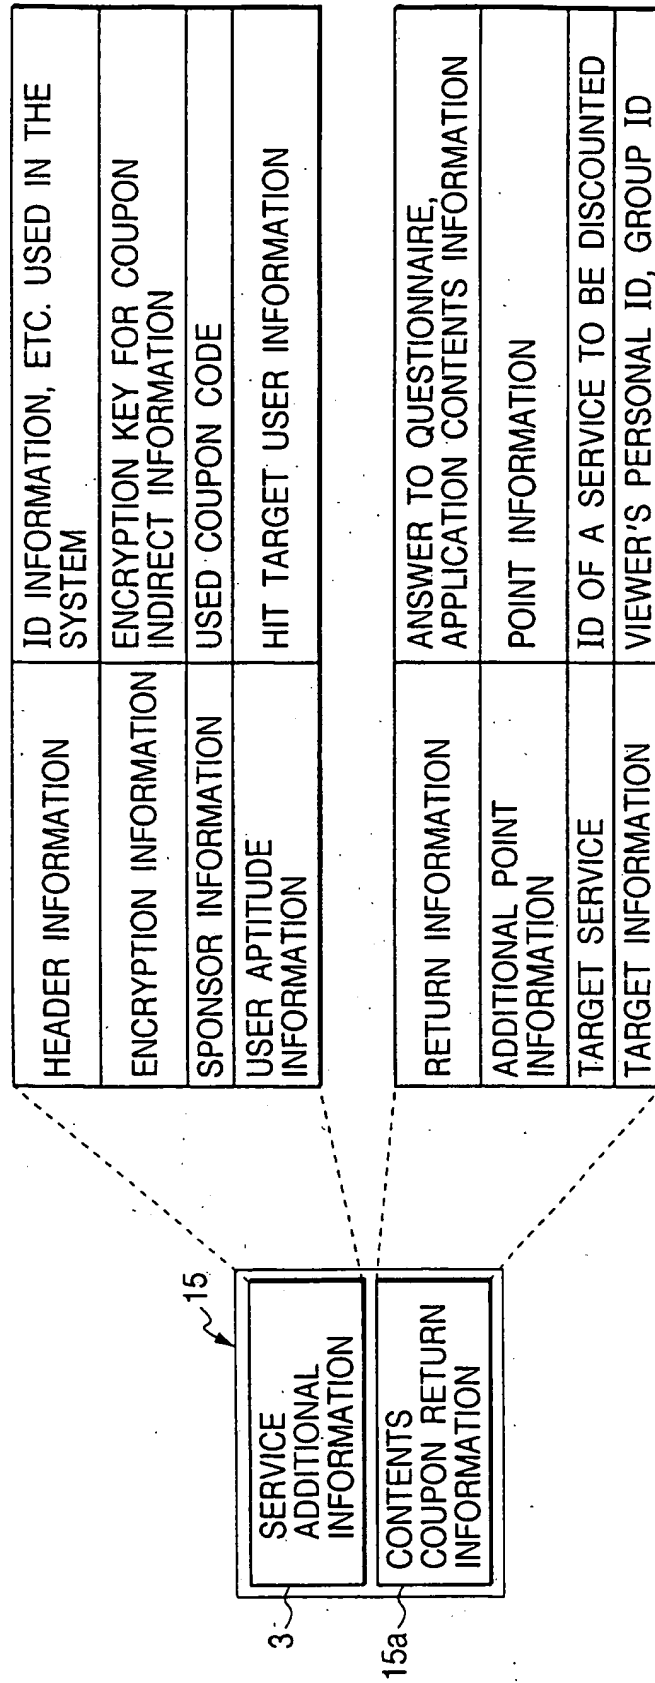 15
3
SERVICE
ADDITIONAL
INFORMATION
15a
CONTENTS
COUPON RETURN
INFORMATION
HEADER INFORMATION
ID INFORMATION, ETC. USED IN THE
SYSTEM
ENCRYPTION INFORMATION
ENCRYPTION KEY FOR COUPON
INDIRECT INFORMATION
SPONSOR INFORMATION
USED COUPON CODE
USER APTITUDE
INFORMATION
HIT TARGET USER INFORMATION
RETURN INFORMATION
ANSWER TO QUESTIONNAIRE,
APPLICATION CONTENTS INFORMATION
ADDITIONAL POINT
INFORMATION
POINT INFORMATION
TARGET SERVICE
ID OF A SERVICE TO BE DISCOUNTED
TARGET INFORMATION
VIEWER'S PERSONAL ID, GROUP ID